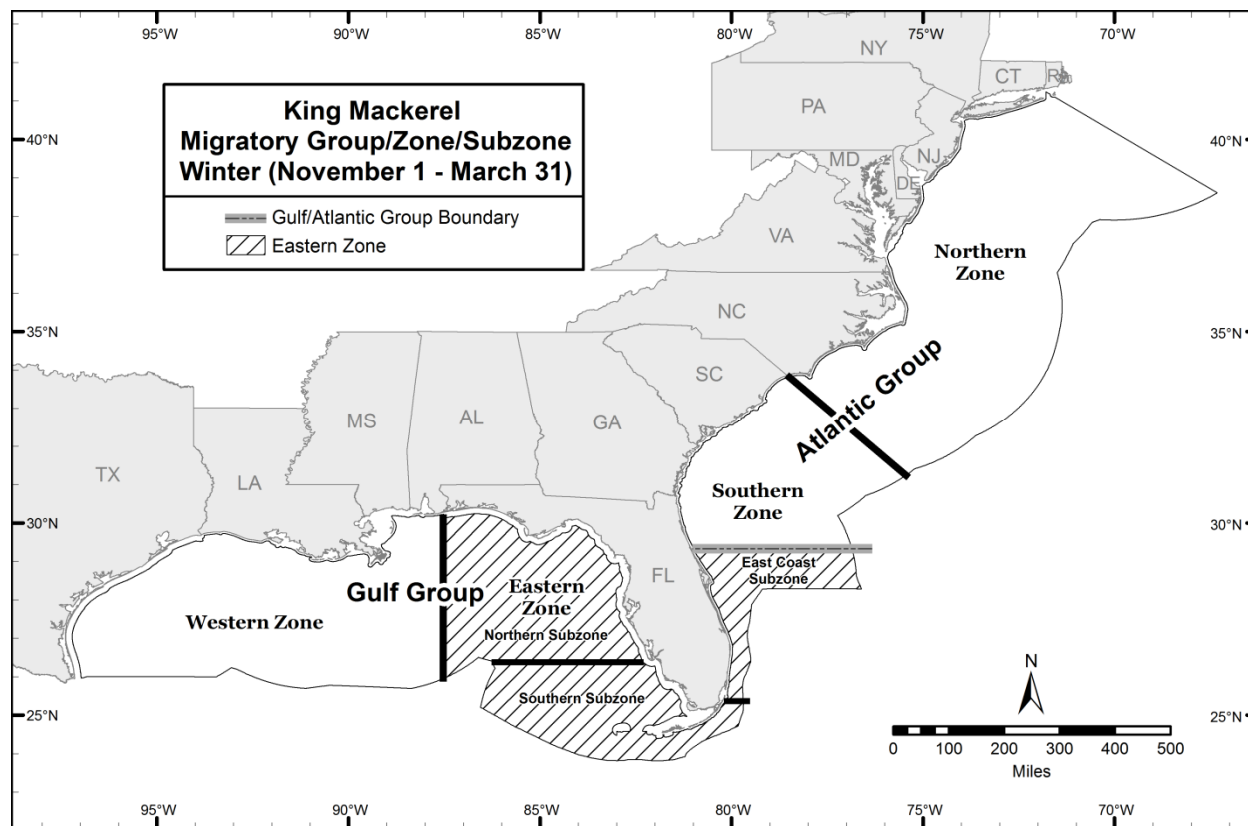 95°W 90°W 85°W 80°W 75°W 70°W
King Mackerel
Migratory Group/Zone/Subzone
Winter (November 1 - March 31)
Gulf/Atlantic Group Boundary
Eastern Zone
NY
CT
RI
PA
40°N
40°N
NJ
MD
DE
VA
Northern
Zone
NC
35°N
35°N
SC
Atlantic Group
MS
AL
GA
TX
LA
Southern
Zone
30°N
30°N
East Coast
Subzone
FL
Gulf Group
Eastern
Zone
Western Zone
Northern Subzone
Southern Subzone
N
25°N
25°N
0 100 200 300 400 500
Miles
95°W 90°W 85°W 80°W 75°W 70°W